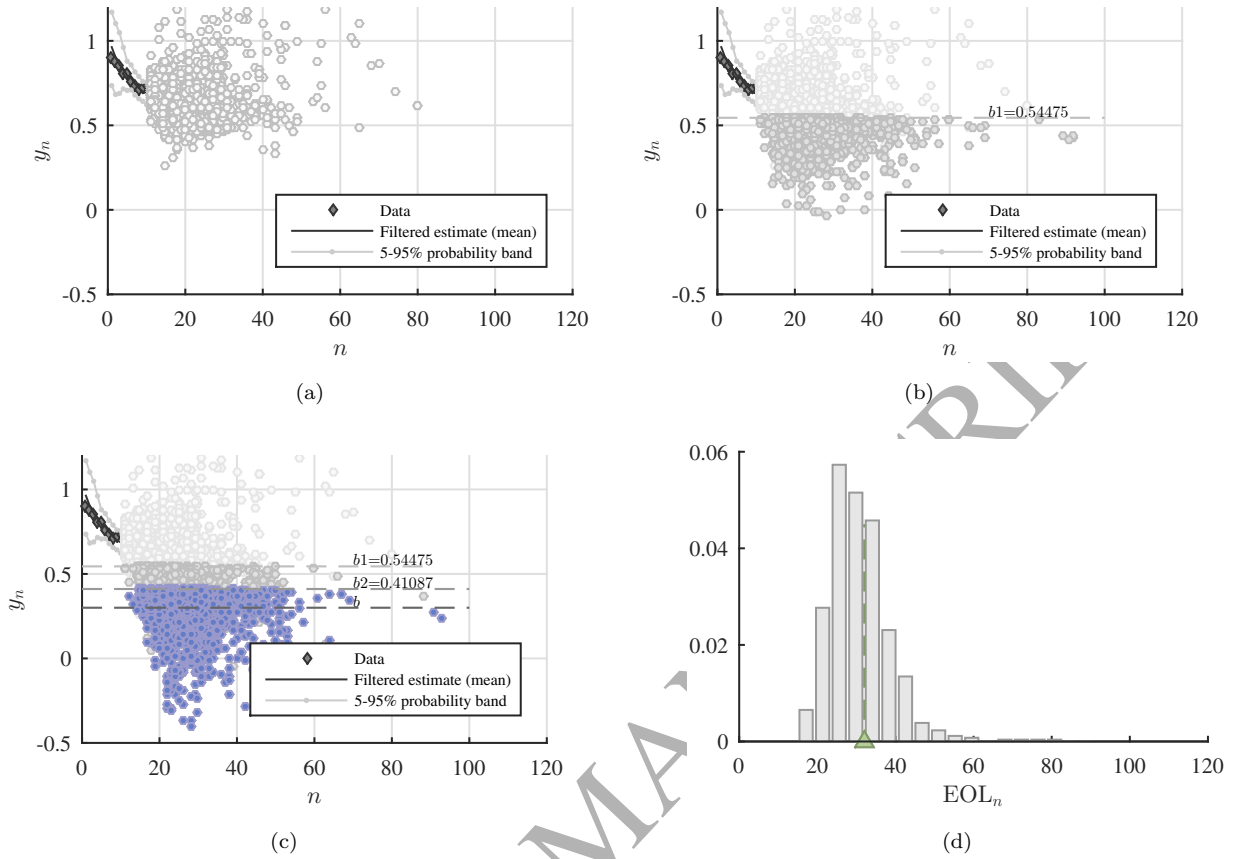 1
0.5
0
-0.5
0 20 40 60 80 100 120
y_n
n
Data
Filtered estimate (mean)
5-95% probability band
(a)
1
0.5
0
-0.5
0 20 40 60 80 100 120
y_n
n
b1=0.54475
Data
Filtered estimate (mean)
5-95% probability band
(b)
1
0.5
0
-0.5
0 20 40 60 80 100 120
y_n
n
b1=0.54475
b2=0.41087
b
Data
Filtered estimate (mean)
5-95% probability band
(c)
0.06
0.04
0.02
0
0 20 40 60 80 100 120
EOL_n
(d)